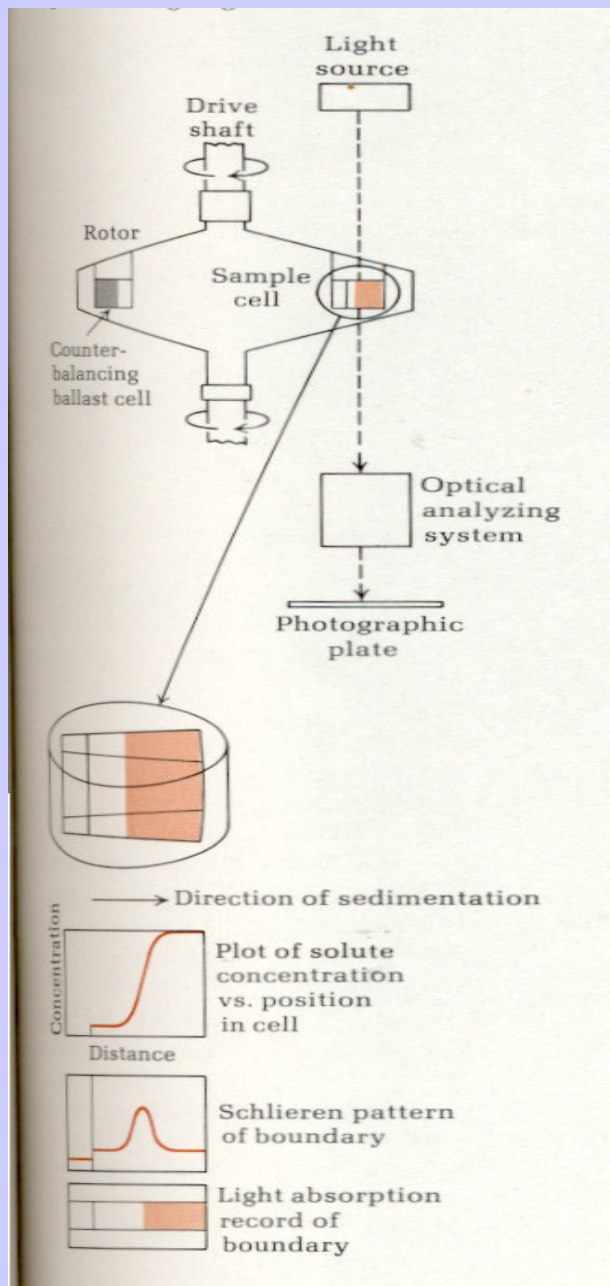 Light
source
Drive
shaft
Rotor
Sample
cell
Counter-
balancing
ballast cell
Optical
analyzing
system
Photographic
plate
Direction of sedimentation
Concentration
Plot of solute
concentration
vs. position
in cell
Distance
Schlieren pattern
of boundary
Light absorption
record of
boundary